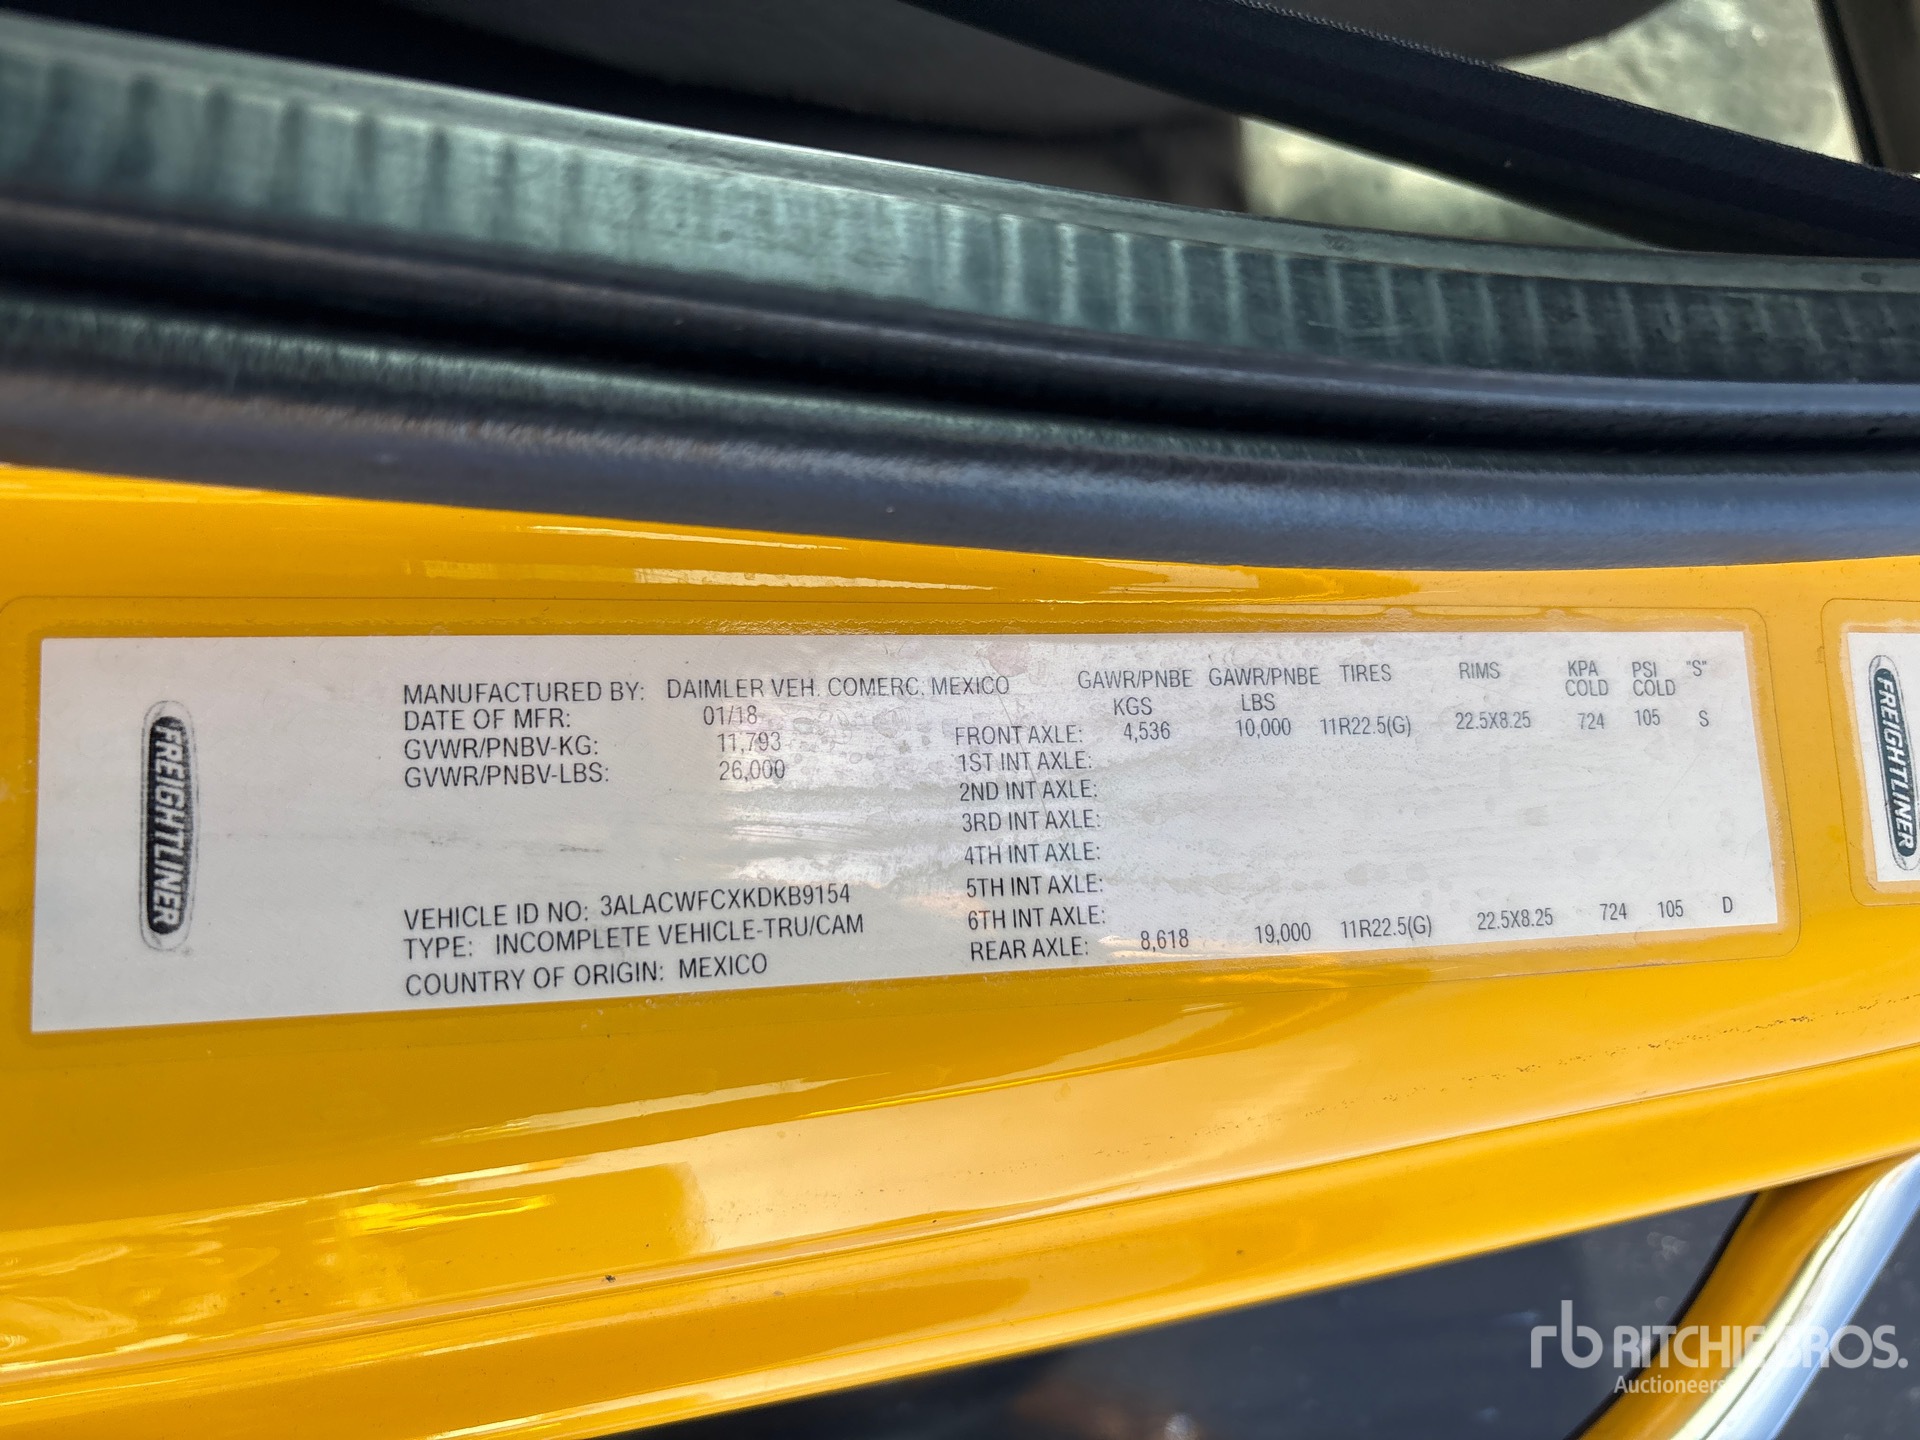 FREIGHTLINER
MANUFACTURED BY: DAIMLER VEH. COMERC. MEXICO
DATE OF MFR: 01/18
GVWR/PNBV-KG: 11,793
GVWR/PNBV-LBS: 26,000
VEHICLE ID NO: 3ALACWFCXKDKB9154
TYPE: INCOMPLETE VEHICLE-TRU/CAM
COUNTRY OF ORIGIN: MEXICO
GAWR/PNBE KGS GAWR/PNBE LBS TIRES RIMS KPA COLD PSI COLD "S"
FRONT AXLE: 4,536 10,000 11R22.5(G) 22.5X8.25 724 105 S
1ST INT AXLE:
2ND INT AXLE:
3RD INT AXLE:
4TH INT AXLE:
5TH INT AXLE:
6TH INT AXLE:
REAR AXLE: 8,618 19,000 11R22.5(G) 22.5X8.25 724 105 D
FREIGHTLINER
rb RITCHIE BROS.
Auctioneers